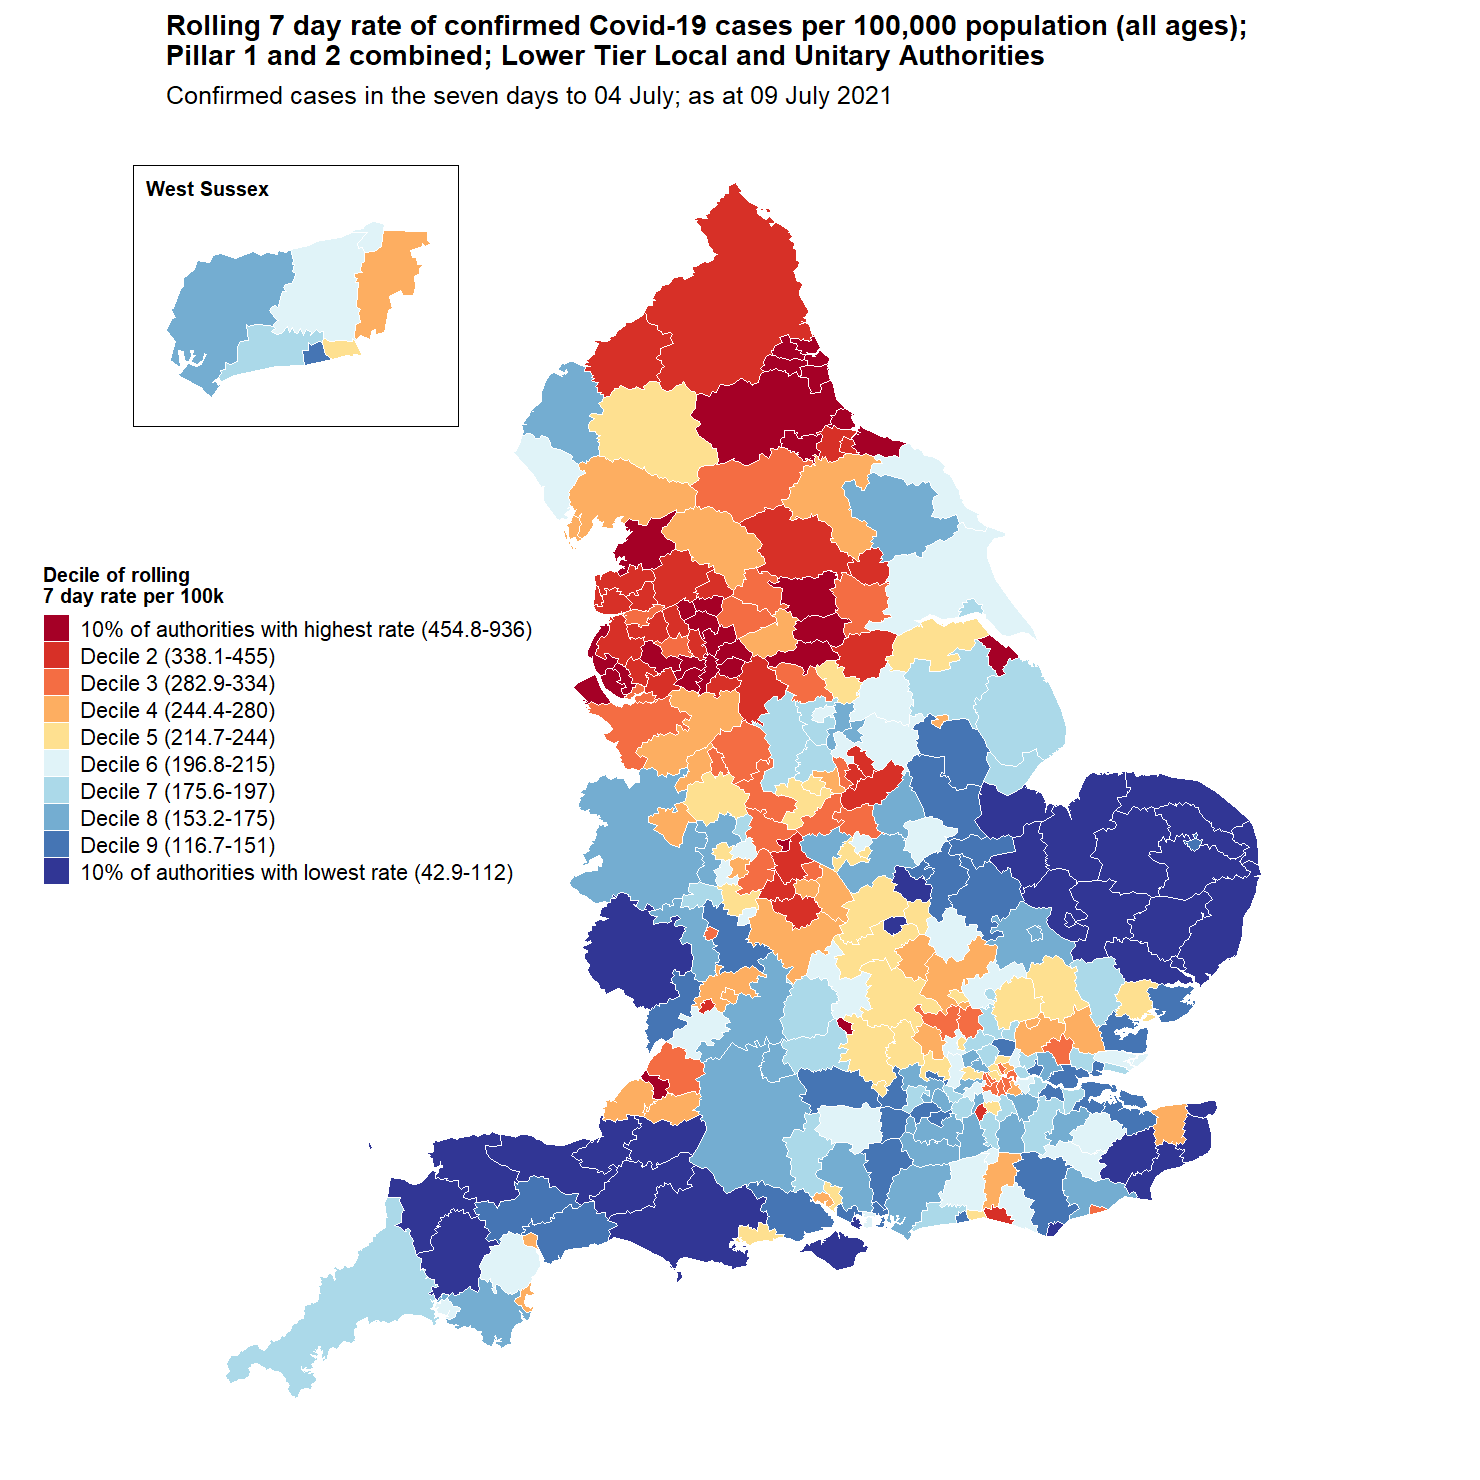 Rolling 7 day rate of confirmed Covid-19 cases per 100,000 population (all ages);
Pillar 1 and 2 combined; Lower Tier Local and Unitary Authorities
Confirmed cases in the seven days to 04 July; as at 09 July 2021
West Sussex
Decile of rolling
7 day rate per 100k
10% of authorities with highest rate (454.8-936)
Decile 2 (338.1-455)
Decile 3 (282.9-334)
Decile 4 (244.4-280)
Decile 5 (214.7-244)
Decile 6 (196.8-215)
Decile 7 (175.6-197)
Decile 8 (153.2-175)
Decile 9 (116.7-151)
10% of authorities with lowest rate (42.9-112)